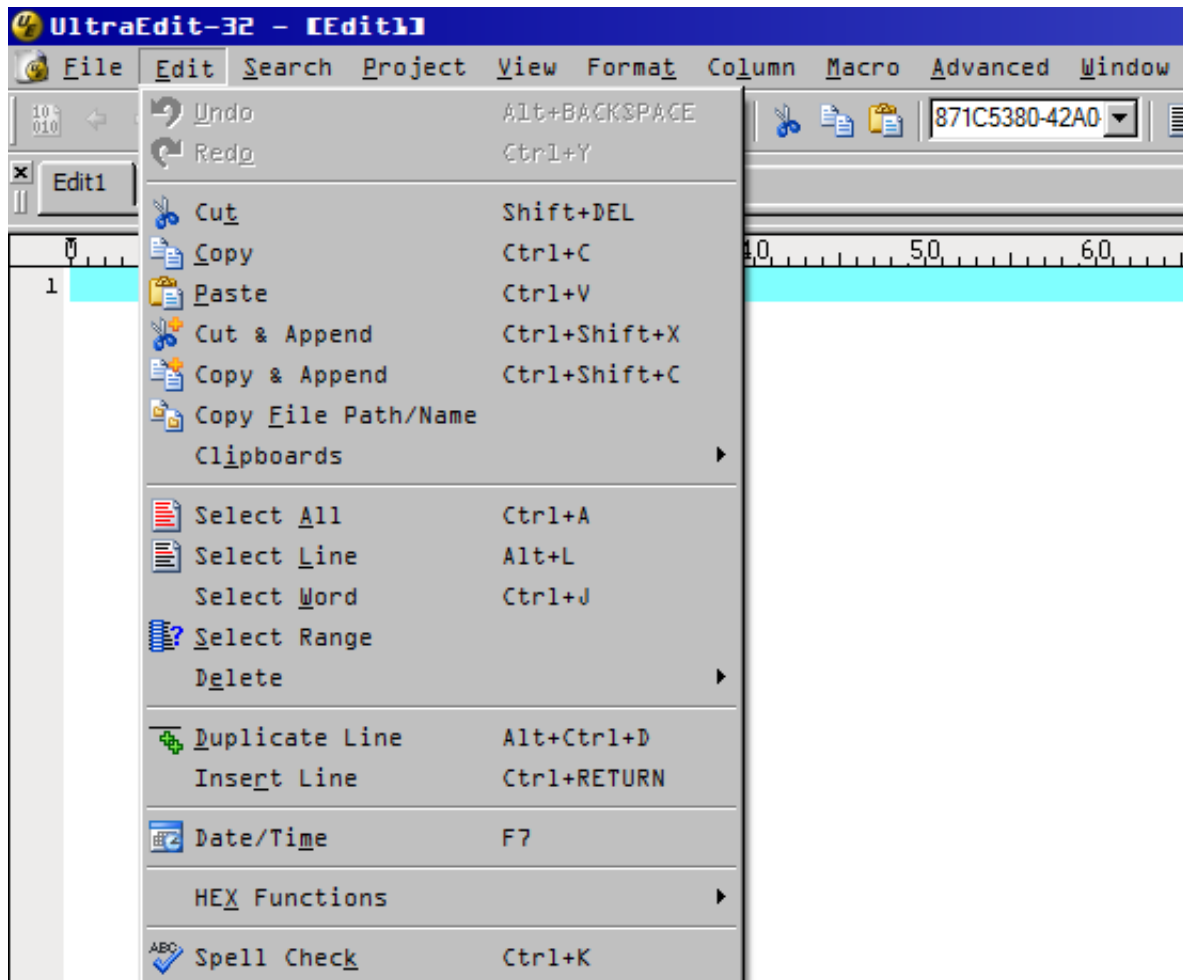 UltraEdit-32 - [Edit1]
File Edit Search Project View Format Column Macro Advanced Window
Undo Alt+BACKSPACE 871C5380-42A0
Redo Ctrl+Y
Edit1
Cut Shift+DEL
Copy Ctrl+C 40 50 60
1 Paste Ctrl+V
Cut & Append Ctrl+Shift+X
Copy & Append Ctrl+Shift+C
Copy File Path/Name
Clipboards
Select All Ctrl+A
Select Line Alt+L
Select Word Ctrl+J
Select Range
Delete
Duplicate Line Alt+Ctrl+D
Insert Line Ctrl+RETURN
Date/Time F7
HEX Functions
ABC Spell Check Ctrl+K